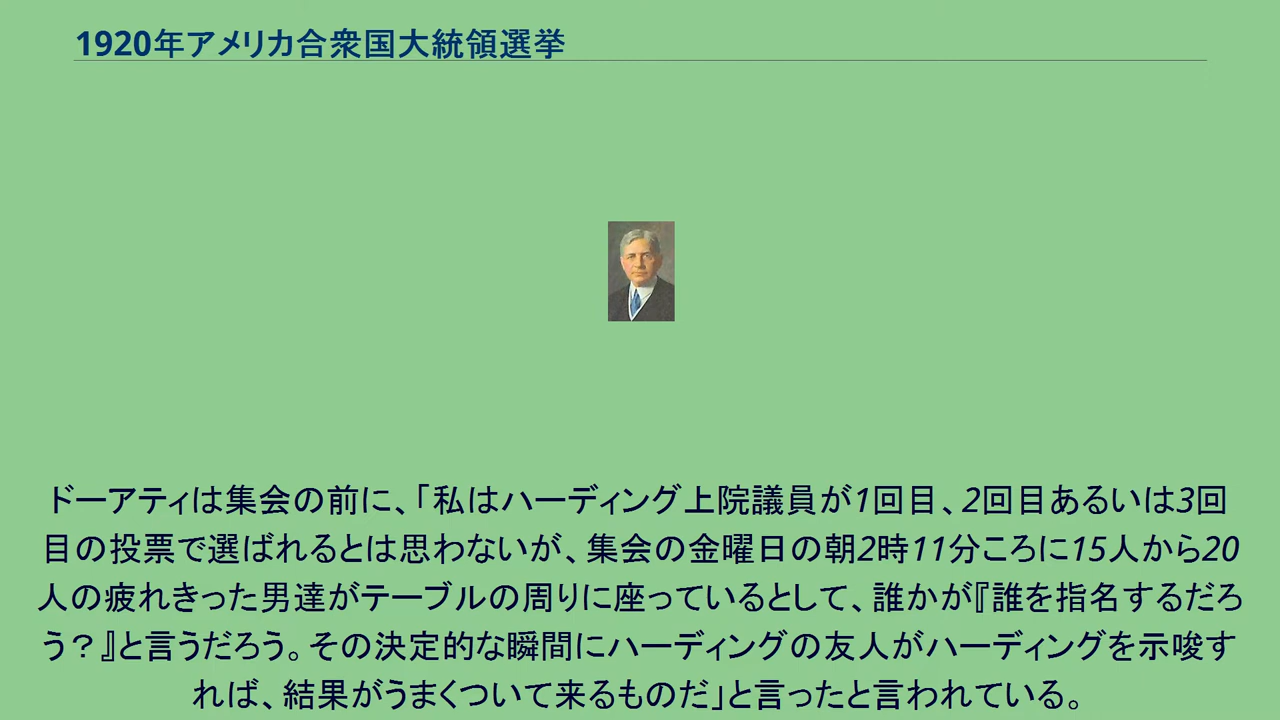 1920年アメリカ合衆国大統領選挙
ドーアティは集会の前に、「私はハーディング上院議員が1回目、2回目あるいは3回
目の投票で選ばれるとは思わないが、集会の金曜日の朝2時11分ころに15人から20
人の疲れきった男達がテーブルの周りに座っているとして、誰かが『誰を指名するだろ
う？』と言うだろう。その決定的な瞬間にハーディングの友人がハーディングを示唆す
れば、結果がうまくついて来るものだ」と言ったと言われている。